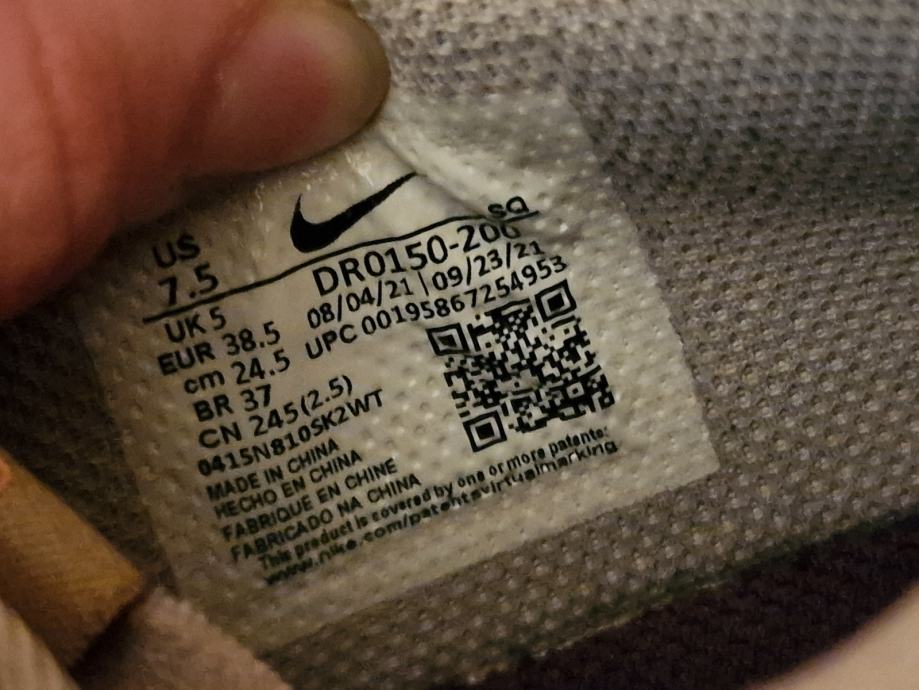 SQ
US
7.5
DR0150-200
08/04/21 | 09/23/21
UPC 00195867254953
UK 5
EUR 38.5
cm 24.5
BR 37
CN 245(2.5)
0415N810SK2WT
MADE IN CHINA
HECHO EN CHINA
FABRIQUE EN CHINE
FABRICADO NA CHINA
This product is covered by one or more patents:
www.nike.com/patentsvirtualmarking